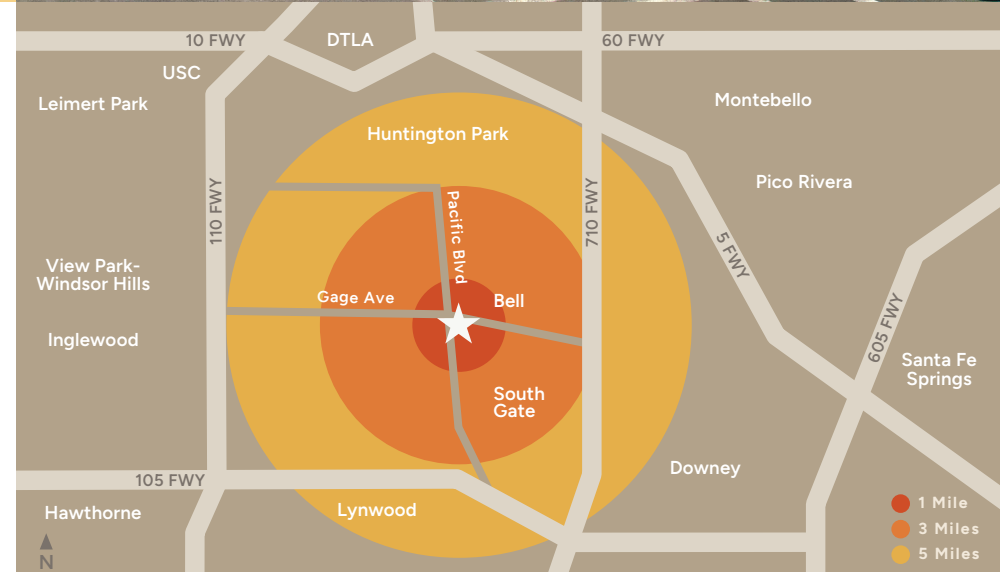 10 FWY
DTLA
60 FWY
USC
Leimert Park
Montebello
Huntington Park
Pico Rivera
110 FWY
Pacific Blvd
710 FWY
5 FWY
View Park-
Windsor Hills
Gage Ave
Bell
Inglewood
605 FWY
Santa Fe
Springs
South
Gate
Downey
105 FWY
Hawthorne
Lynwood
1 Mile
3 Miles
5 Miles
N